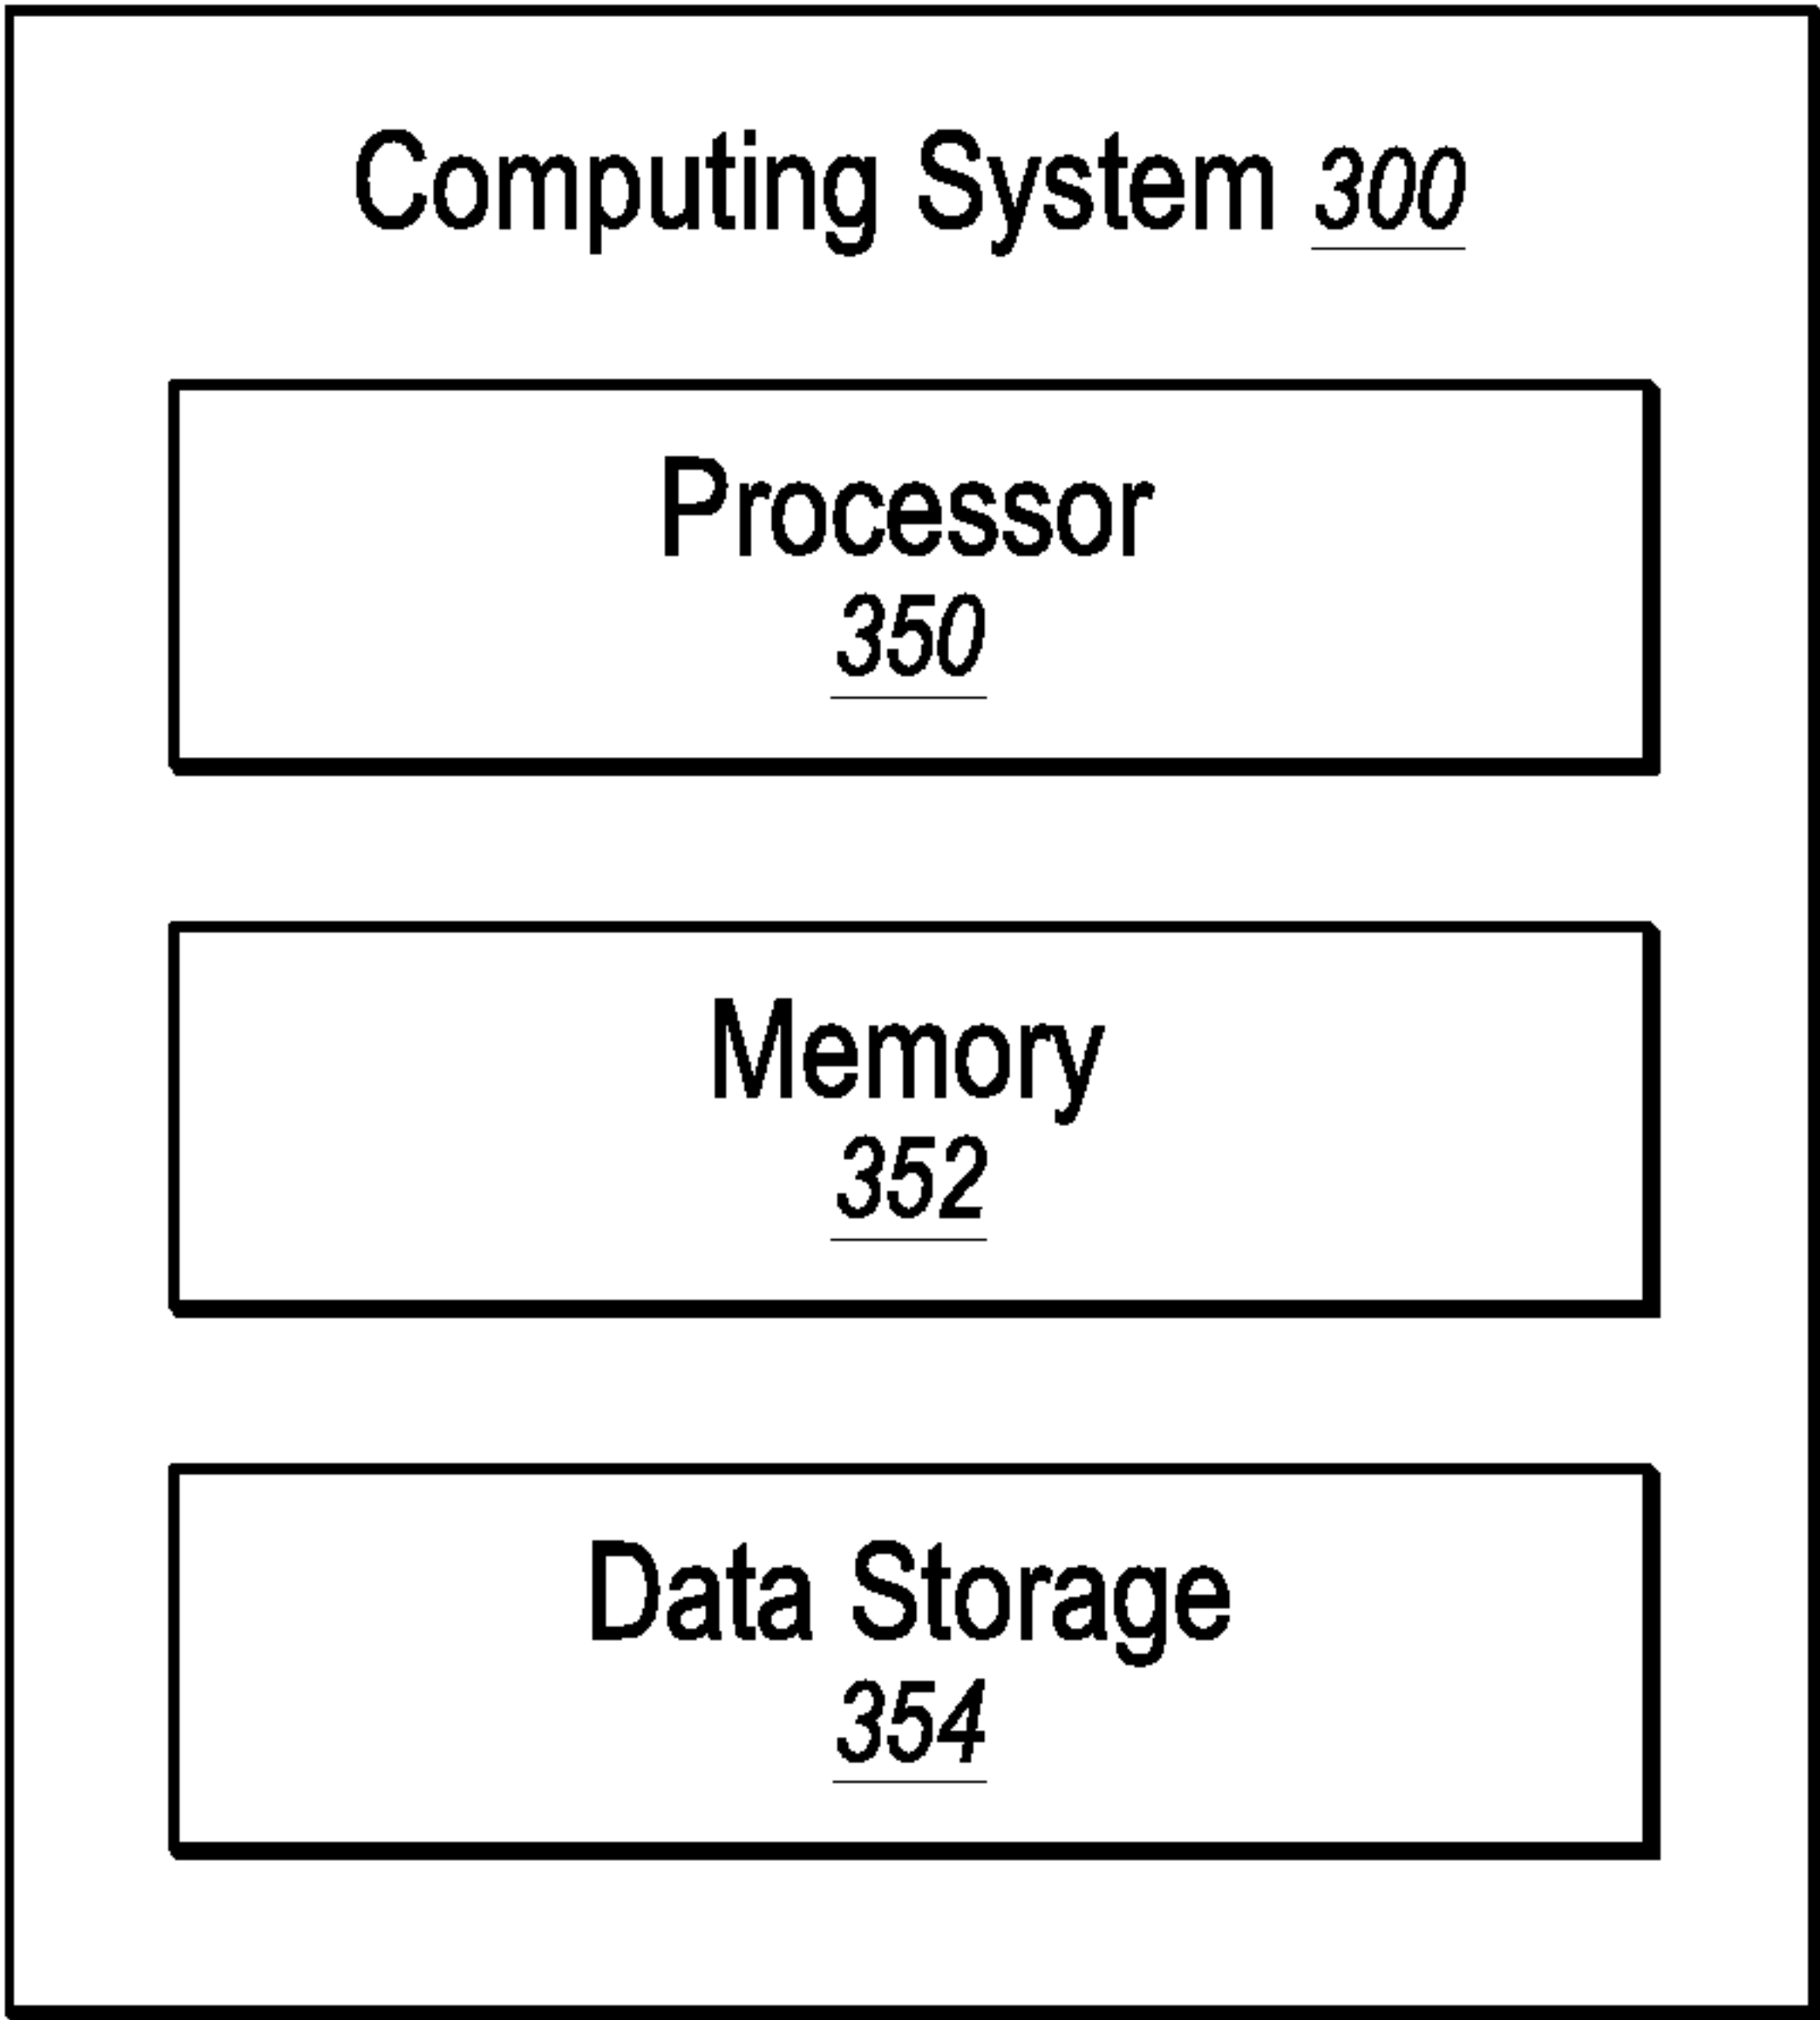 Computing System 300
Processor
350
Memory
352
Data Storage
354